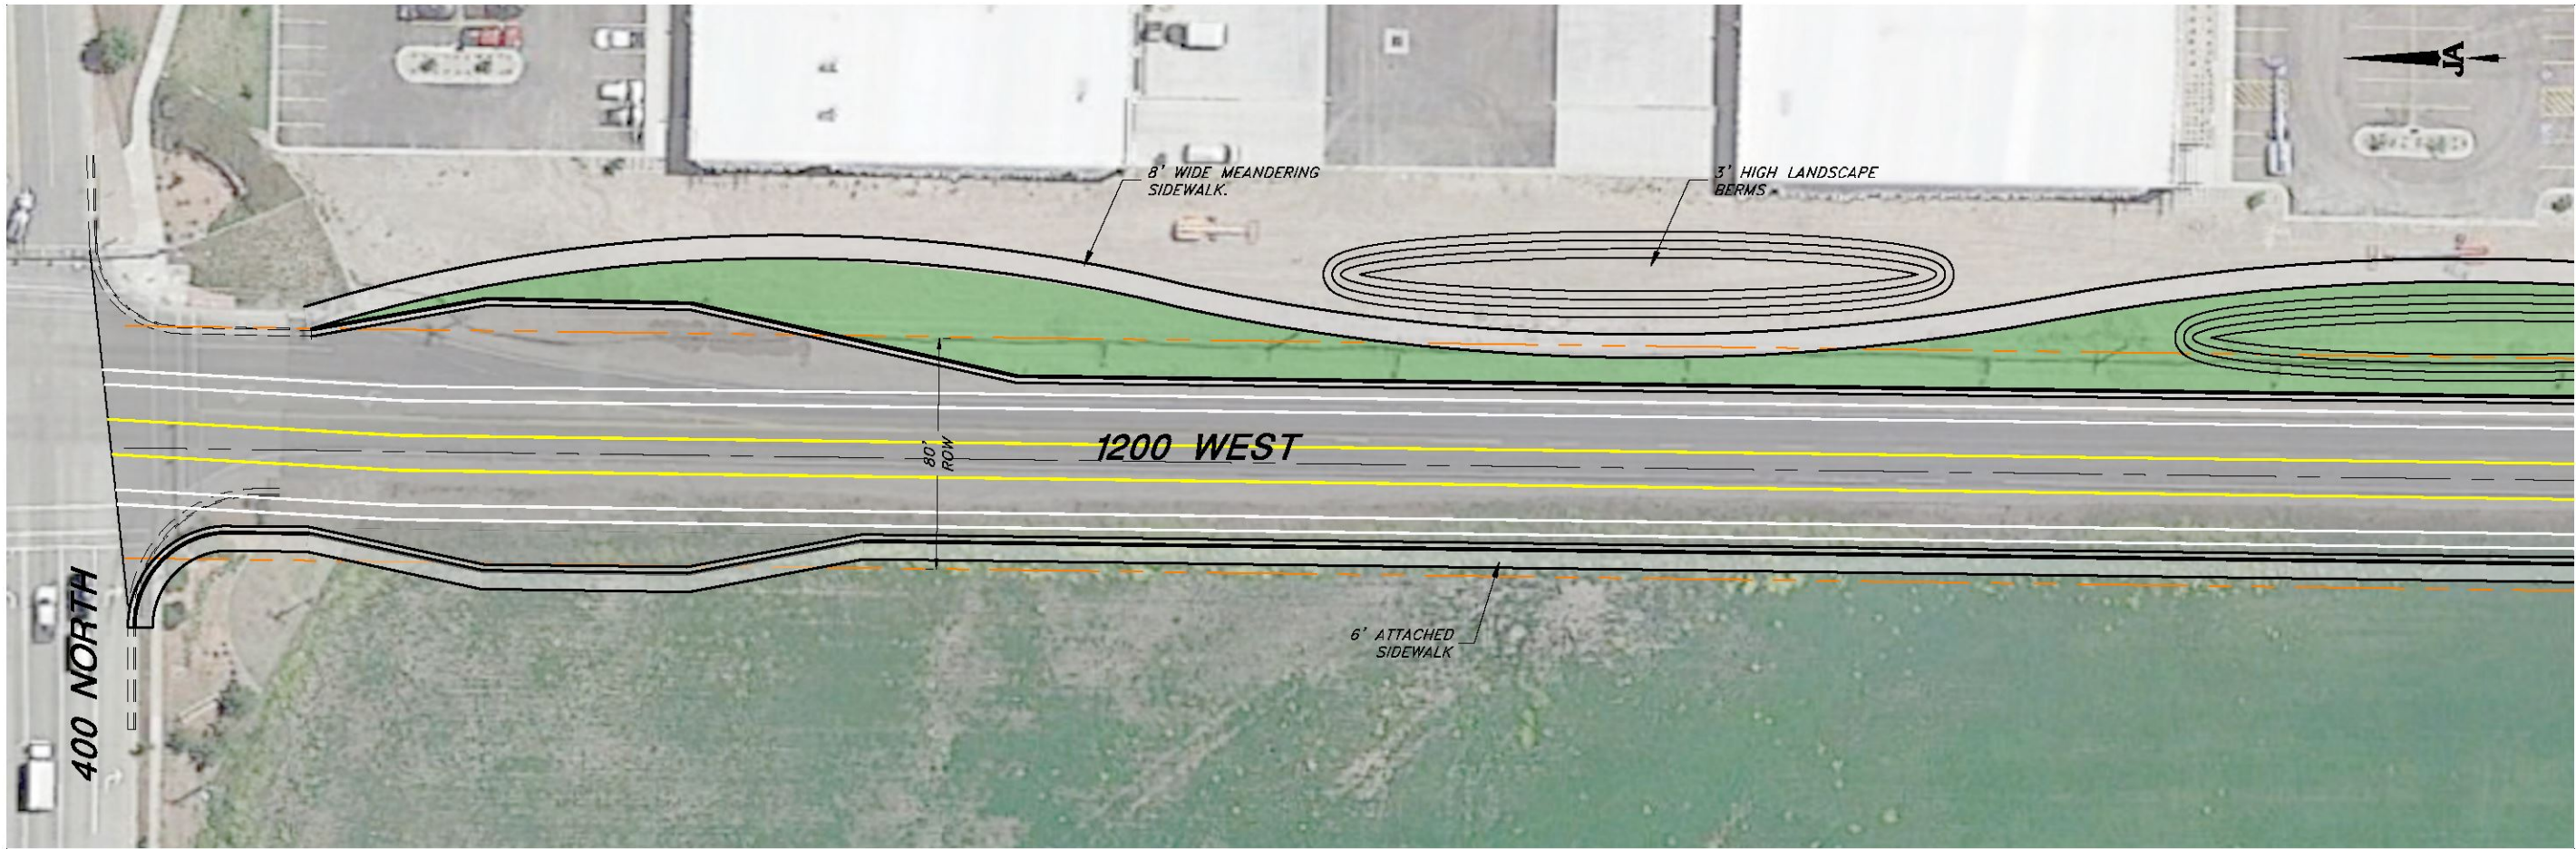 JA
8' WIDE MEANDERING
SIDEWALK.
3' HIGH LANDSCAPE
BERMS
80'
ROW
1200 WEST
6' ATTACHED
SIDEWALK
400 NORTH